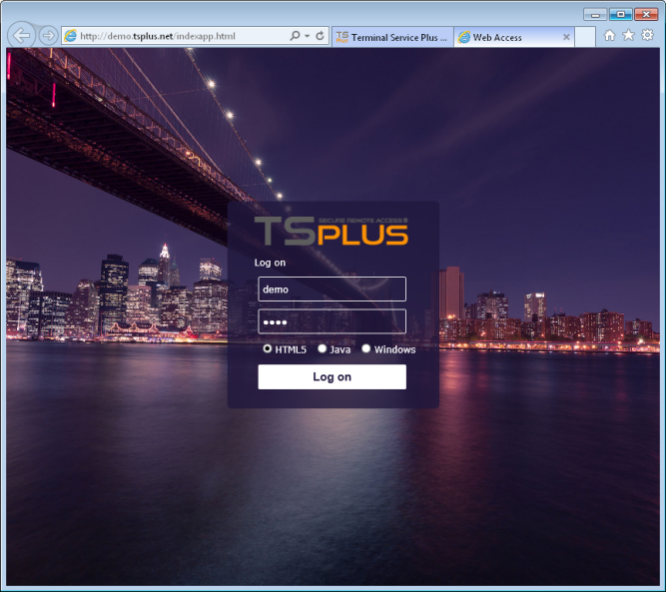 http://demo.tsplus.net/indexapp.html
Terminal Service Plus ...
Web Access
TSPLUS
SECURE REMOTE ACCESS®
Log on
demo
HTML5 Java Windows
Log on